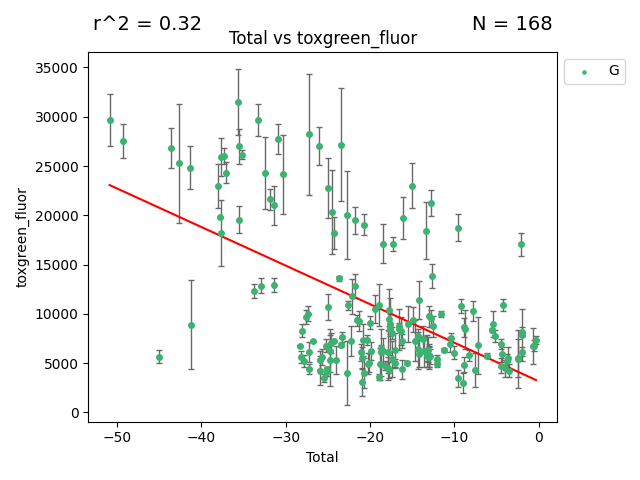 r^2 = 0.32
N = 168
Total vs toxgreen_fluor
G
toxgreen_fluor
35000
30000
25000
20000
15000
10000
5000
0
−50
−40
−30
−20
−10
0
Total